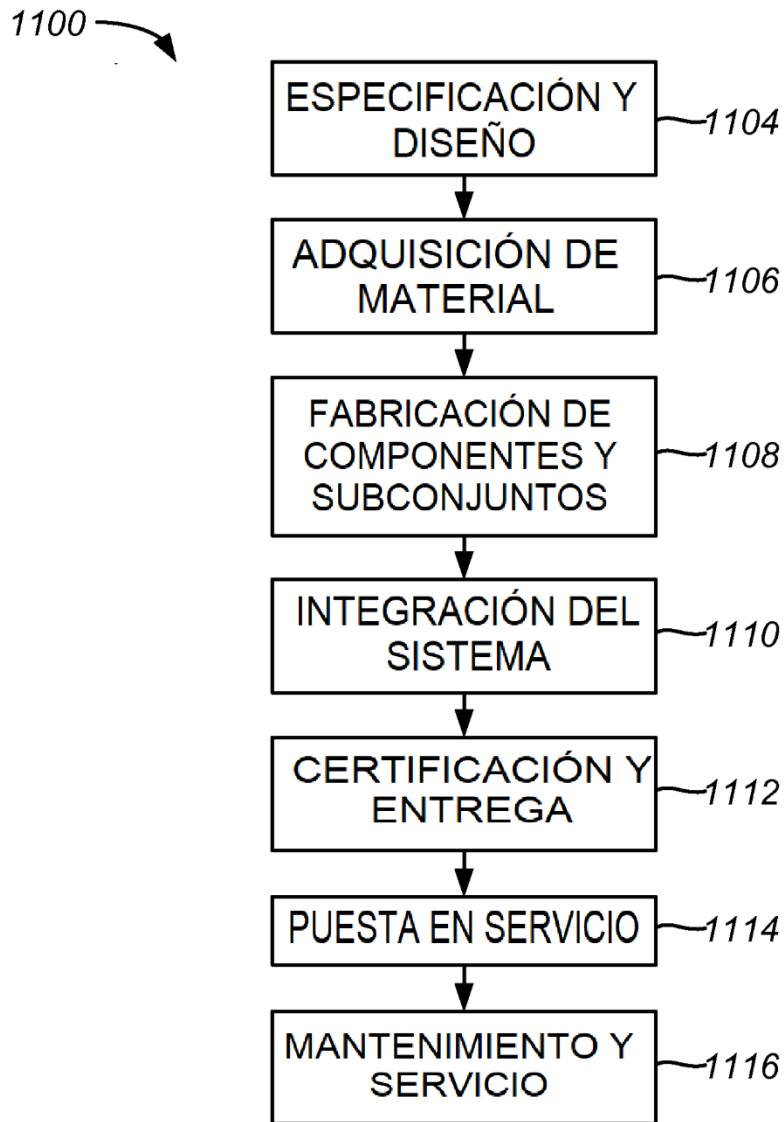 1100
ESPECIFICACIÓN Y
DISEÑO
1104
ADQUISICIÓN DE
MATERIAL
1106
FABRICACIÓN DE
COMPONENTES Y
SUBCONJUNTOS
1108
INTEGRACIÓN DEL
SISTEMA
1110
CERTIFICACIÓN Y
ENTREGA
1112
PUESTA EN SERVICIO
1114
MANTENIMIENTO Y
SERVICIO
1116